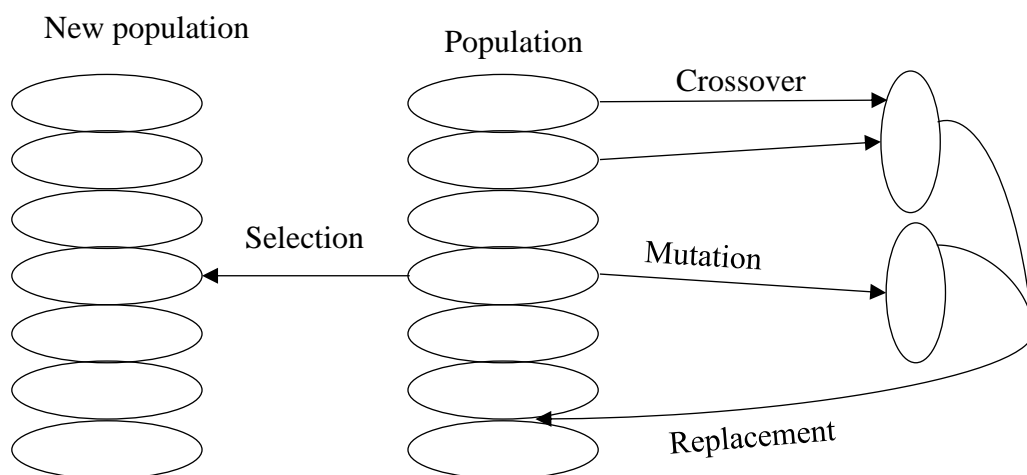 New population
Population
Crossover
Selection
Mutation
Replacement